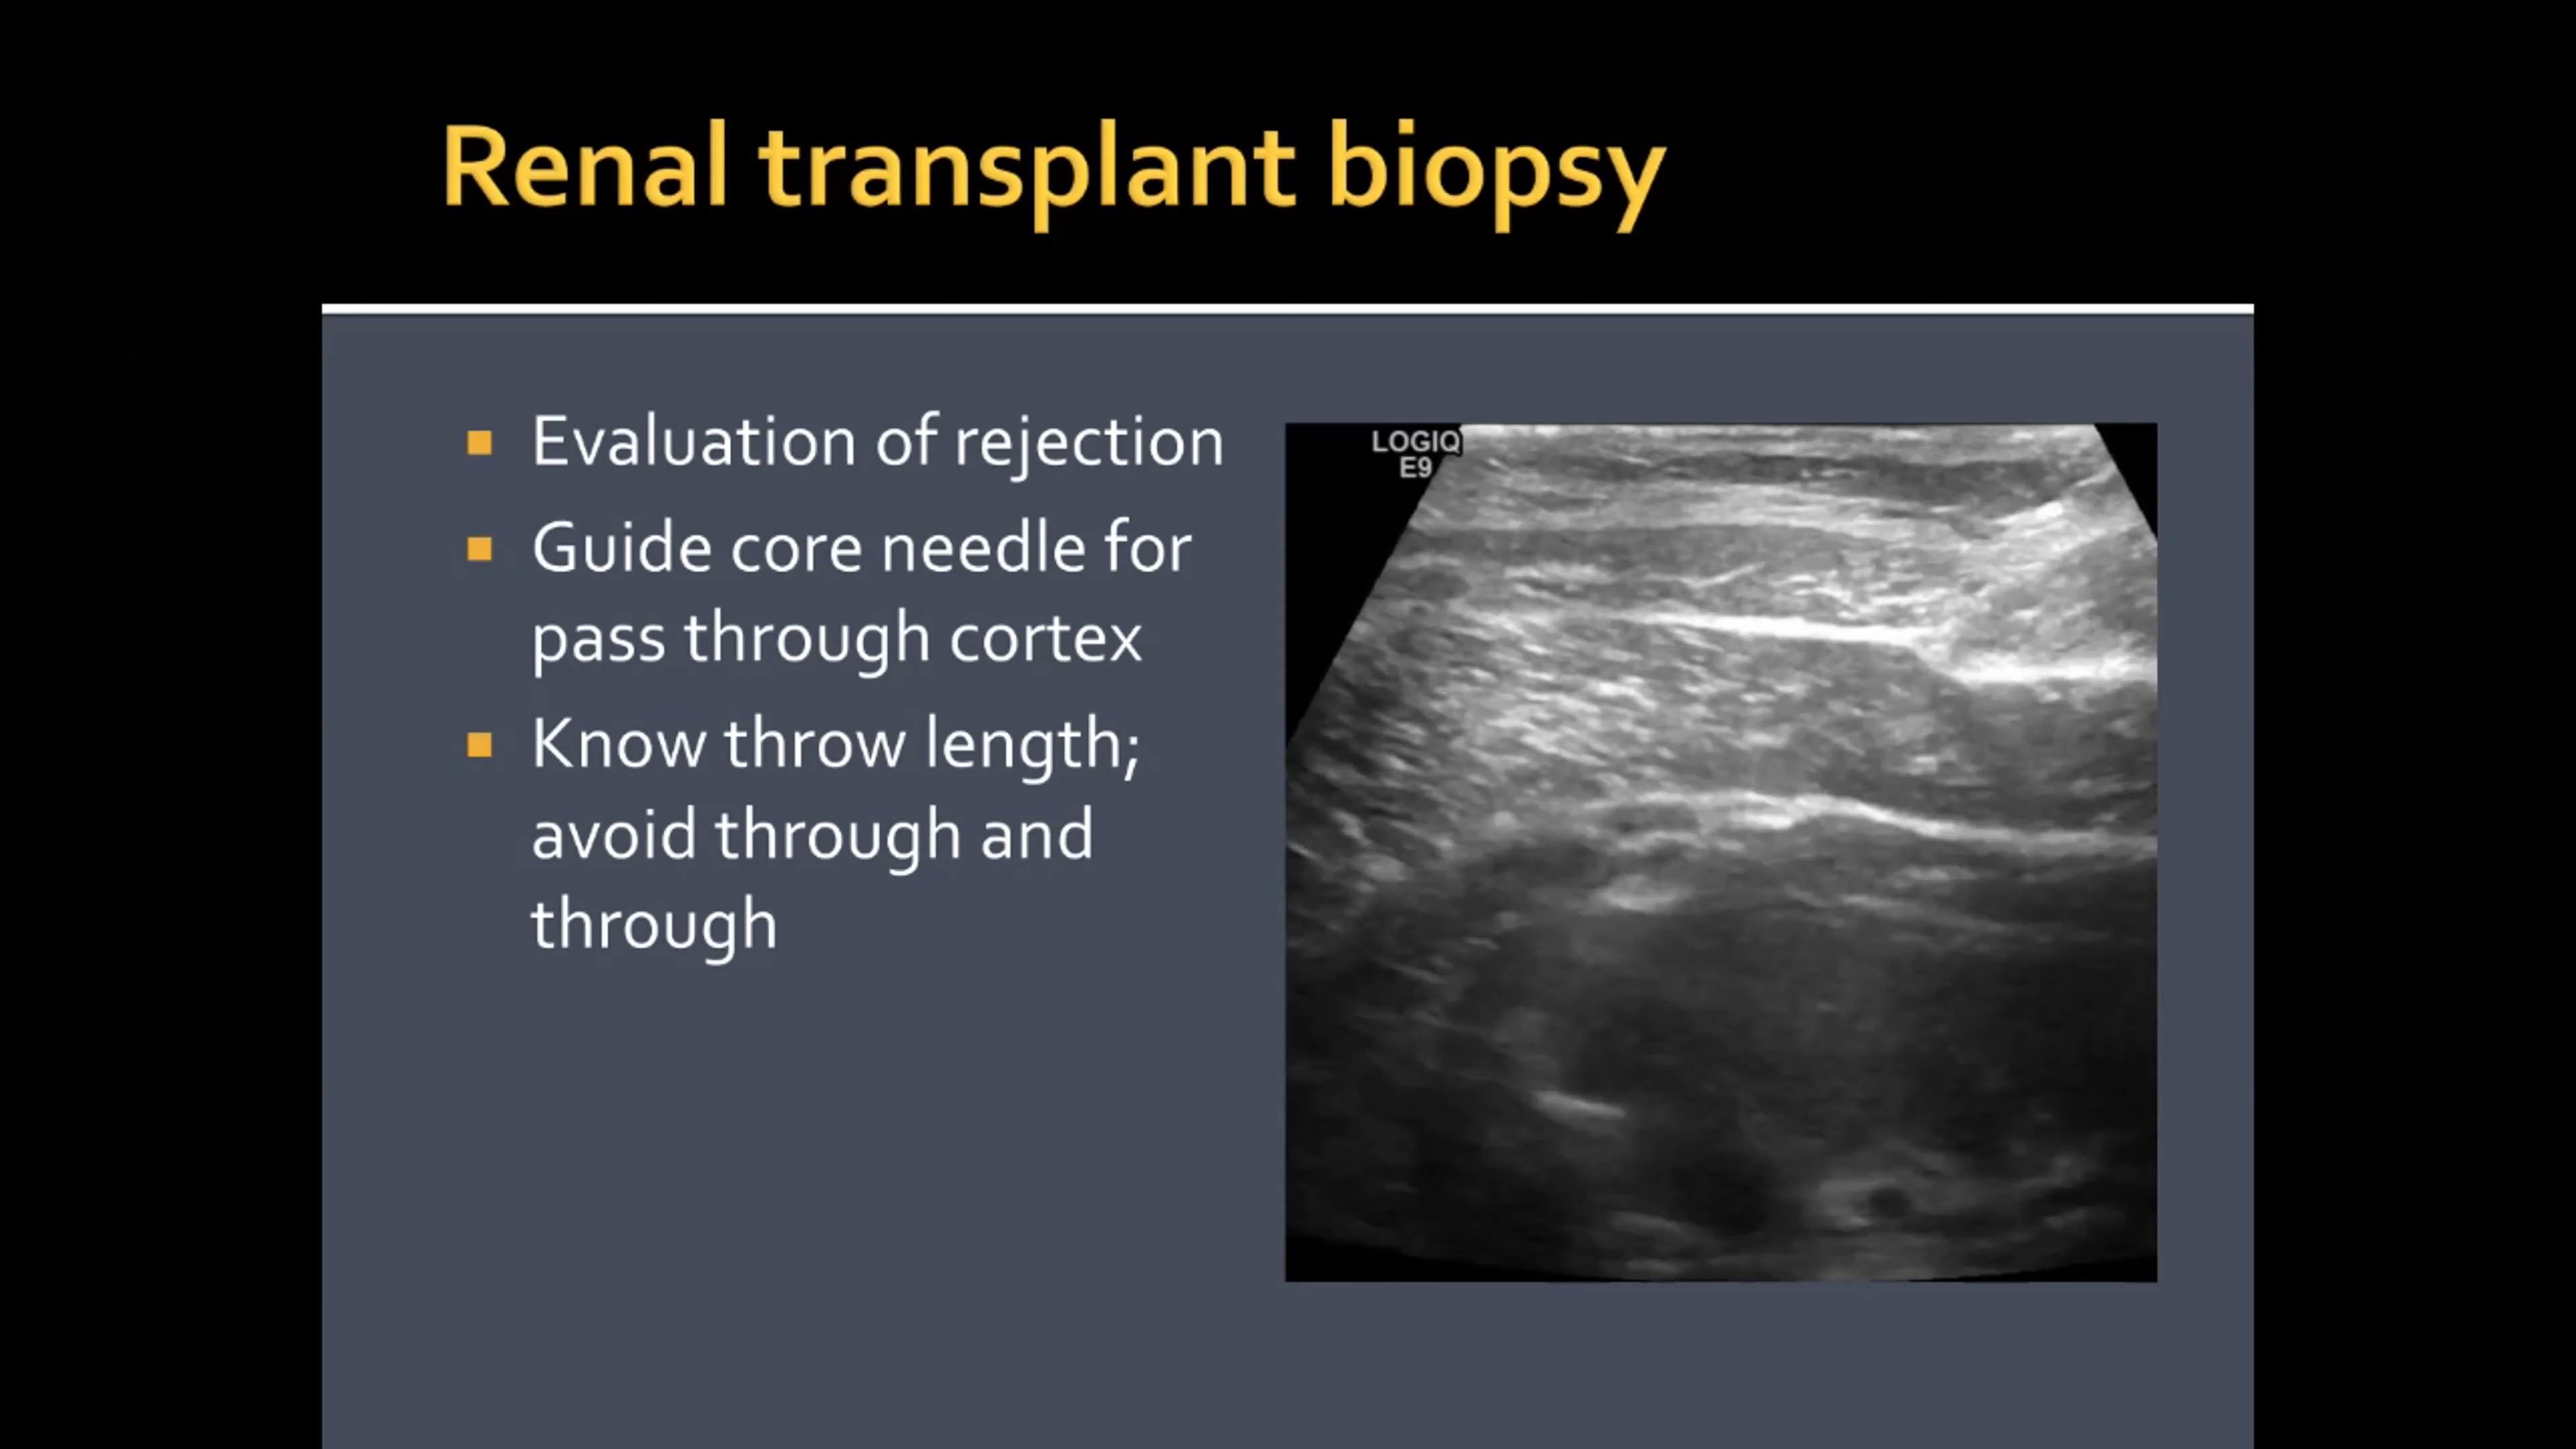 Renal transplant biopsy
Evaluation of rejection
Guide core needle for
pass through cortex
Know throw length;
avoid through and
through
LOGIQ
E9